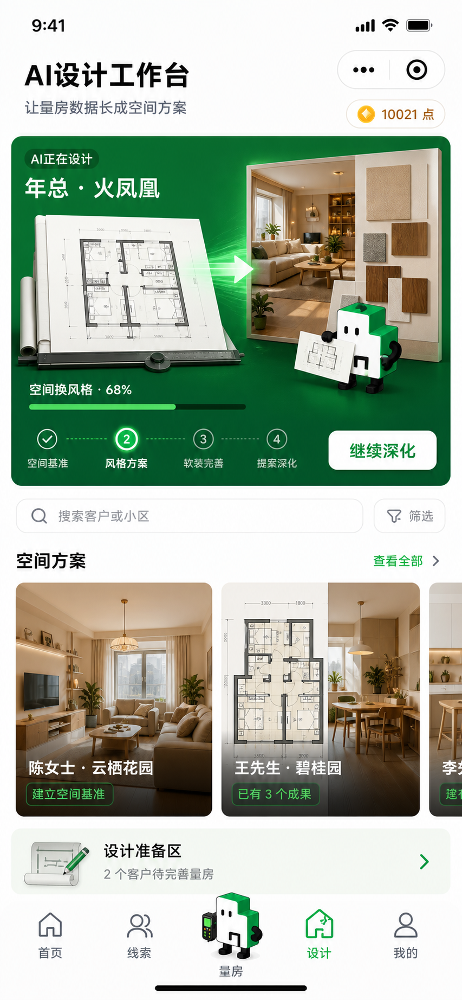 9:41
AI设计工作台
让量房数据长成空间方案
10021 点
AI正在设计
年总 · 火凤凰
空间换风格 · 68%
2
3
4
空间基准
风格方案
软装完善
提案深化
继续深化
搜索客户或小区
筛选
空间方案
查看全部
3300
1800
3000
陈女士 · 云栖花园
王先生 · 碧桂园
建立空间基准
已有 3 个成果
设计准备区
2 个客户待完善量房
首页
线索
量房
设计
我的